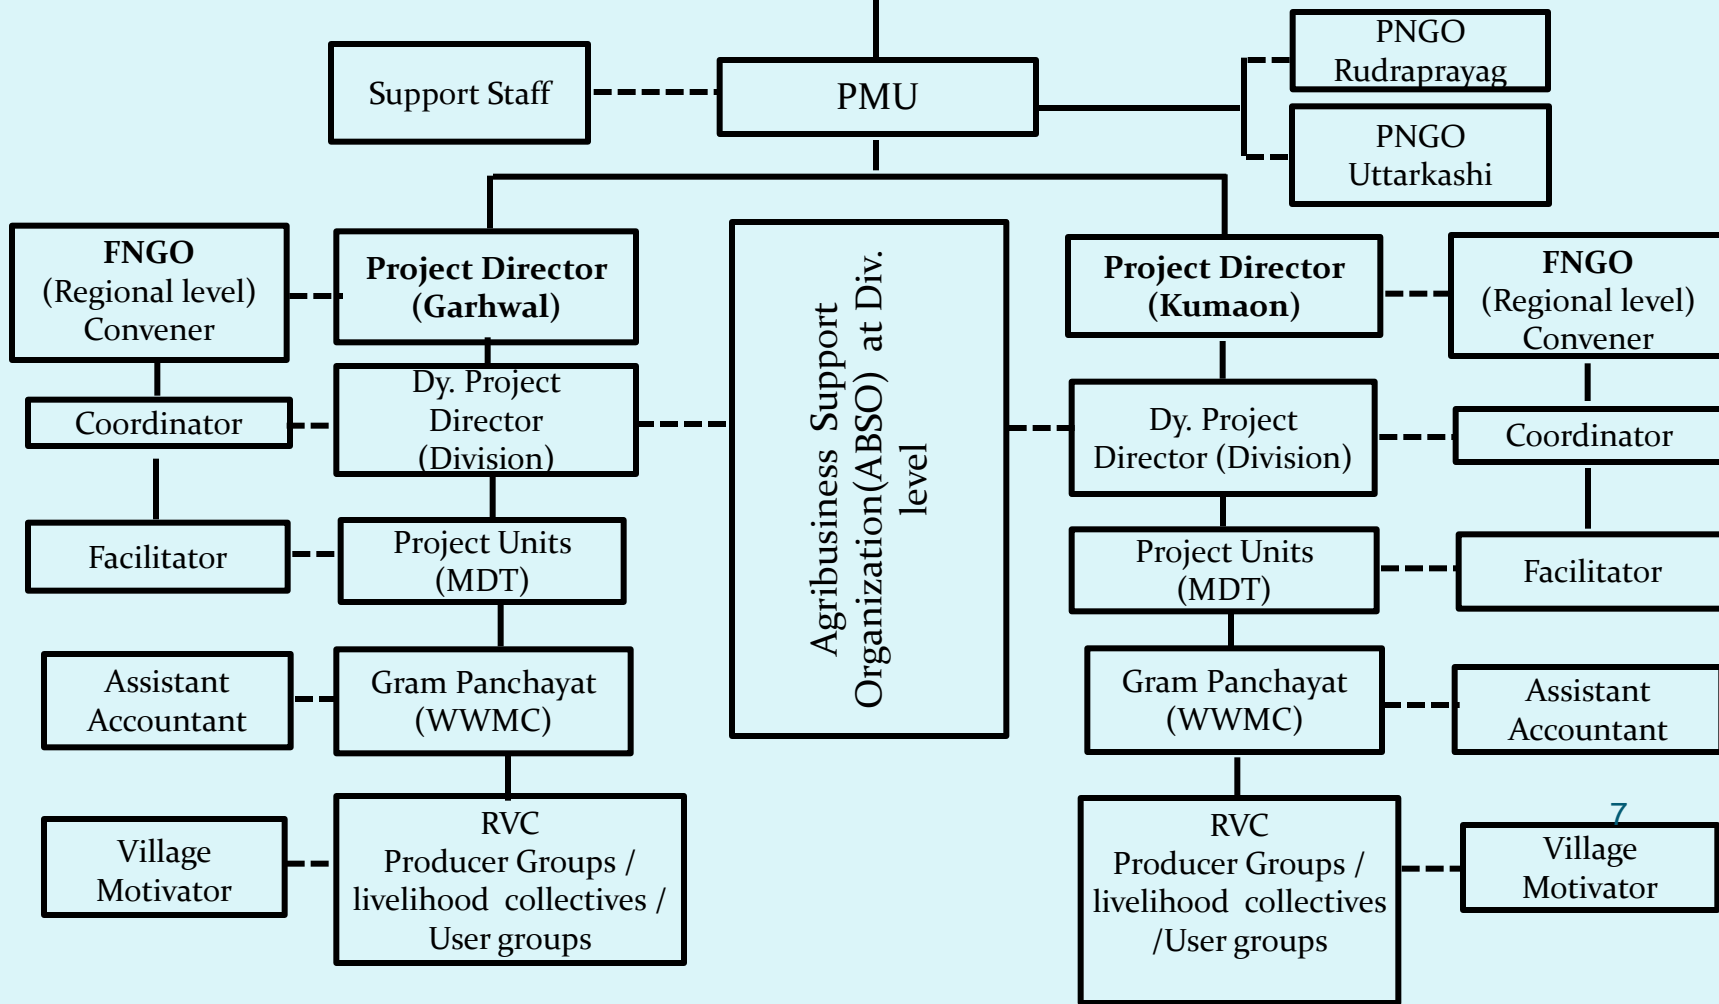 Support Staff
PMU
PNGO
Rudraprayag
PNGO
Uttarkashi
FNGO
(Regional level)
Convener
Project Director
(Garhwal)
Agribusiness Support
Organization(ABSO) at Div.
level
Project Director
(Kumaon)
FNGO
(Regional level)
Convener
Coordinator
Dy. Project
Director
(Division)
Dy. Project
Director (Division)
Coordinator
Facilitator
Project Units
(MDT)
Project Units
(MDT)
Facilitator
Assistant
Accountant
Gram Panchayat
(WWMC)
Gram Panchayat
(WWMC)
Assistant
Accountant
Village
Motivator
RVC
Producer Groups /
livelihood collectives /
User groups
RVC
Producer Groups /
livelihood collectives
/User groups
7
Village
Motivator